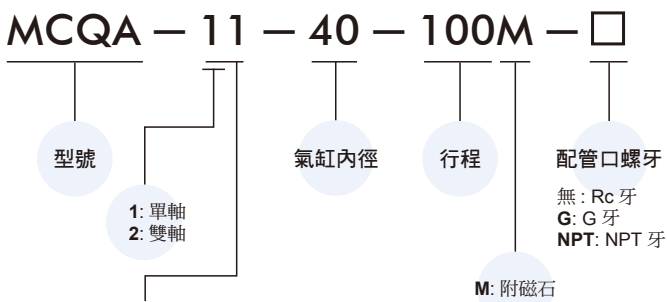 MCQA – 11 – 40 – 100M – □
型號
氣缸內徑
行程
配管口螺牙
無 : Rc 牙
G: G 牙
NPT: NPT 牙
1: 單軸
2: 雙軸
M: 附磁石